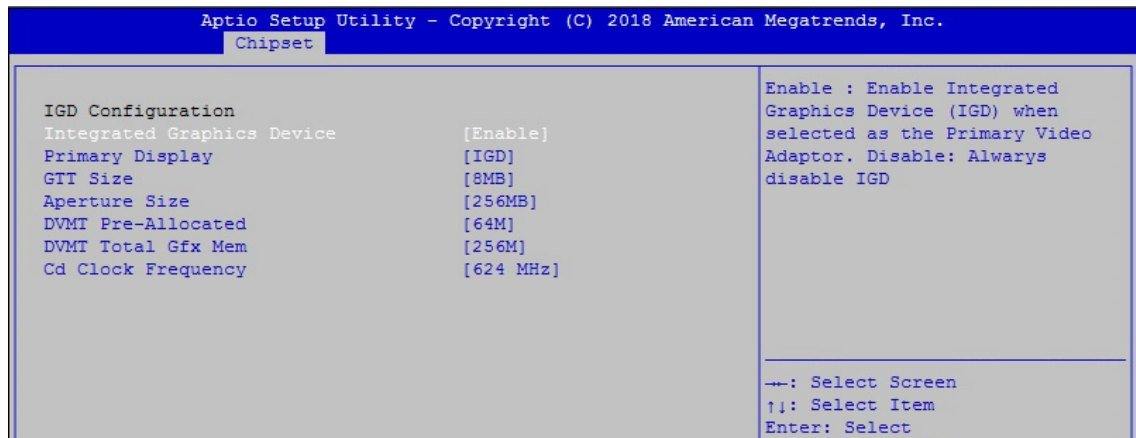 Aptio Setup Utility - Copyright (C) 2018 American Megatrends, Inc.
Chipset
IGD Configuration
Integrated Graphics Device [Enable]
Primary Display [IGD]
GTT Size [8MB]
Aperture Size [256MB]
DVMT Pre-Allocated [64M]
DVMT Total Gfx Mem [256M]
Cd Clock Frequency [624 MHz]
Enable : Enable Integrated
Graphics Device (IGD) when
selected as the Primary Video
Adaptor. Disable: Alwarys
disable IGD
→←: Select Screen
↑↓: Select Item
Enter: Select